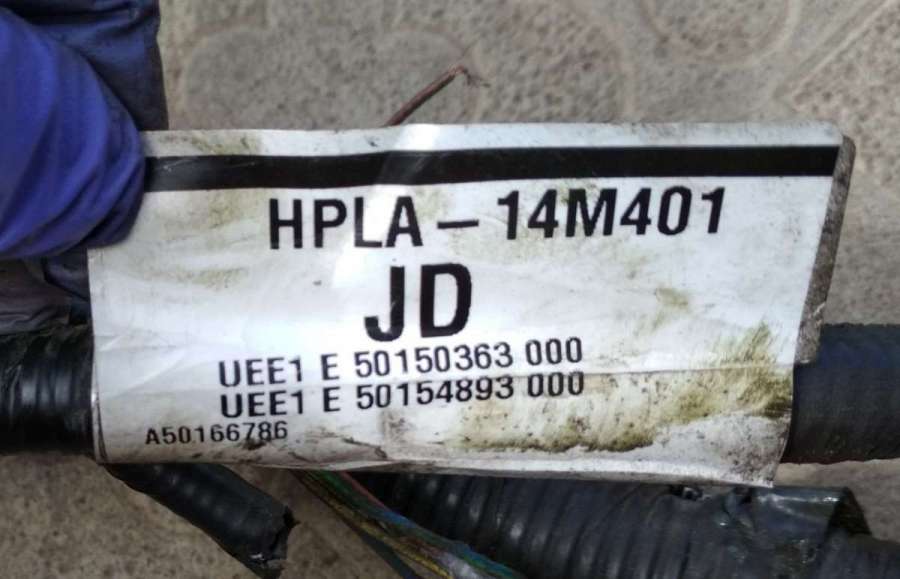 HPLA – 14M401
JD
UEE1 E 50150363 000
UEE1 E 50154893 000
A50166786